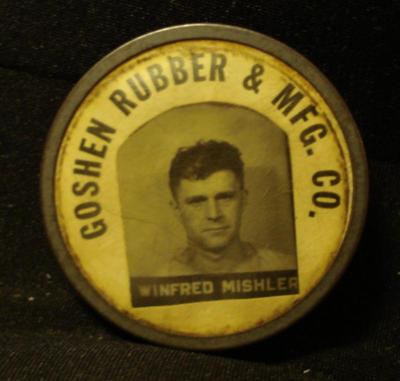 GOSHEN RUBBER & MFG. CO.
WINFRED MISHLER